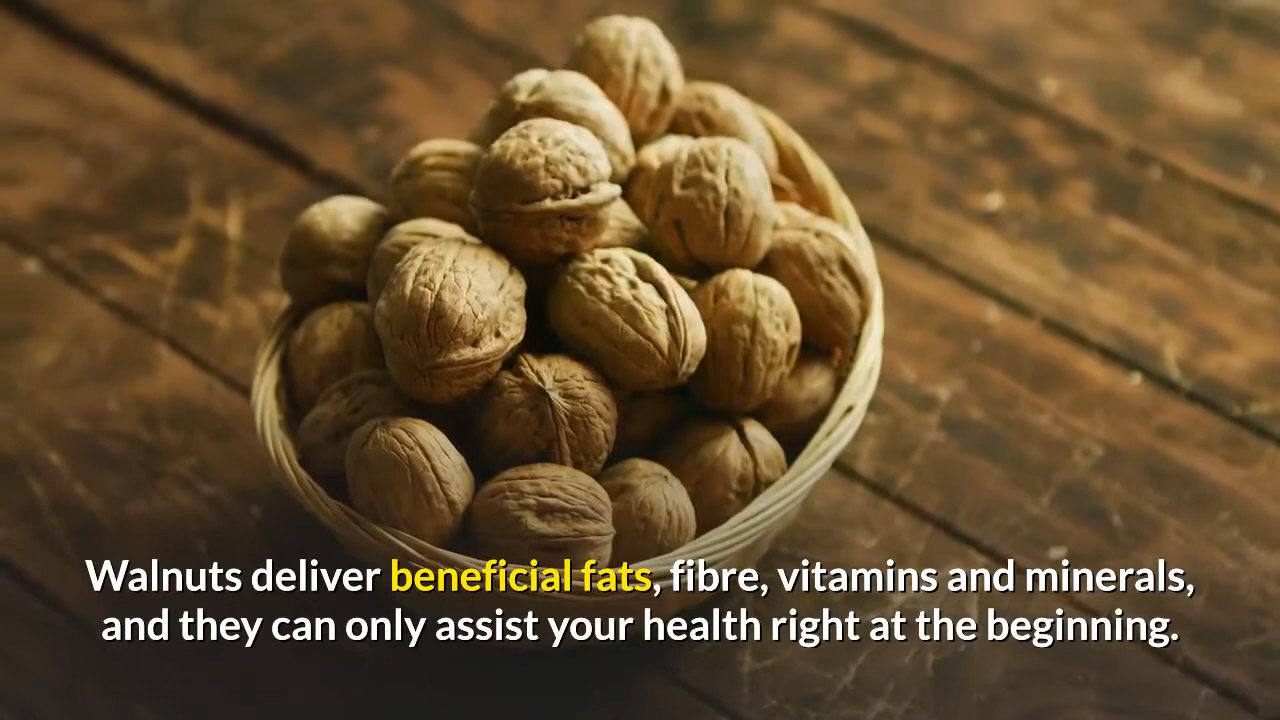 Walnuts deliver beneficial fats, fibre, vitamins and minerals,
and they can only assist your health right at the beginning.